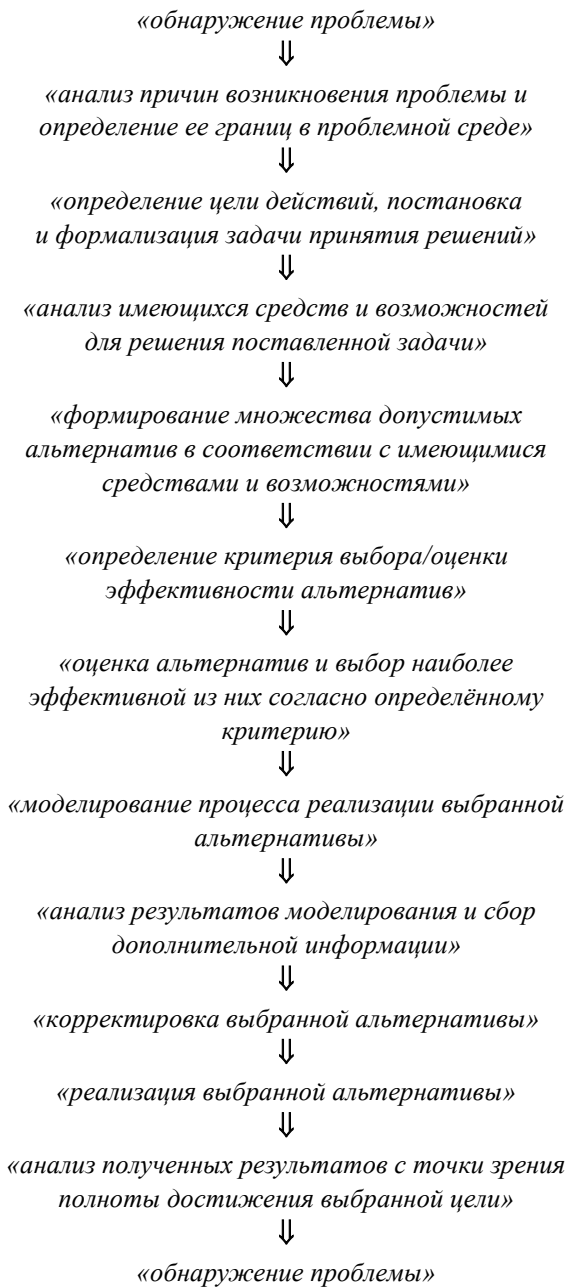 «обнаружение проблемы»
⇓
«анализ причин возникновения проблемы и
определение ее границ в проблемной среде»
⇓
«определение цели действий, постановка
и формализация задачи принятия решений»
⇓
«анализ имеющихся средств и возможностей
для решения поставленной задачи»
⇓
«формирование множества допустимых
альтернатив в соответствии с имеющимися
средствами и возможностями»
⇓
«определение критерия выбора/оценки
эффективности альтернатив»
⇓
«оценка альтернатив и выбор наиболее
эффективной из них согласно определённому
критерию»
⇓
«моделирование процесса реализации выбранной
альтернативы»
⇓
«анализ результатов моделирования и сбор
дополнительной информации»
⇓
«корректировка выбранной альтернативы»
⇓
«реализация выбранной альтернативы»
⇓
«анализ полученных результатов с точки зрения
полноты достижения выбранной цели»
⇓
«обнаружение проблемы»